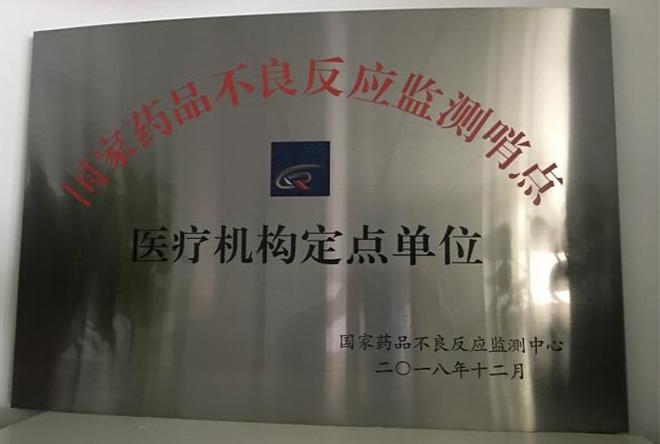 国家药品不良反应监测哨点
医疗机构定点单位
国家药品不良反应监测中心
二〇一八年十二月